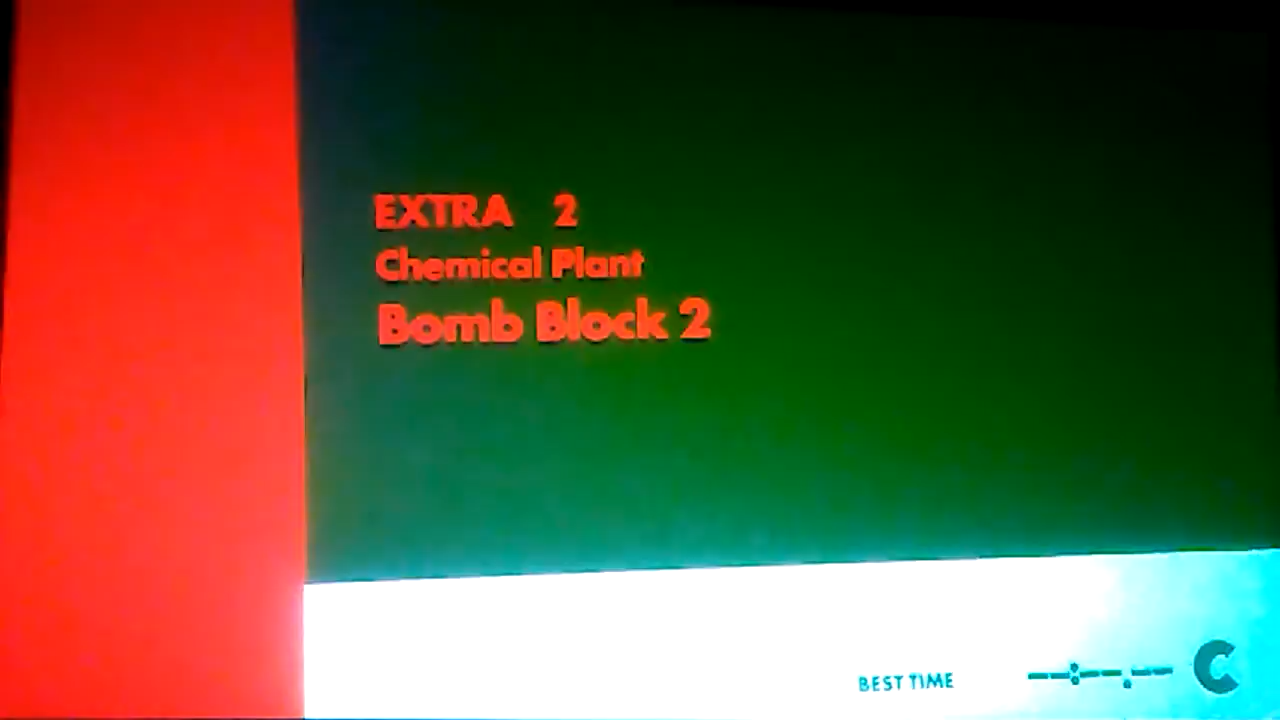 EXTRA 2
Chemical Plant
Bomb Block 2
BEST TIME --:--.-- C